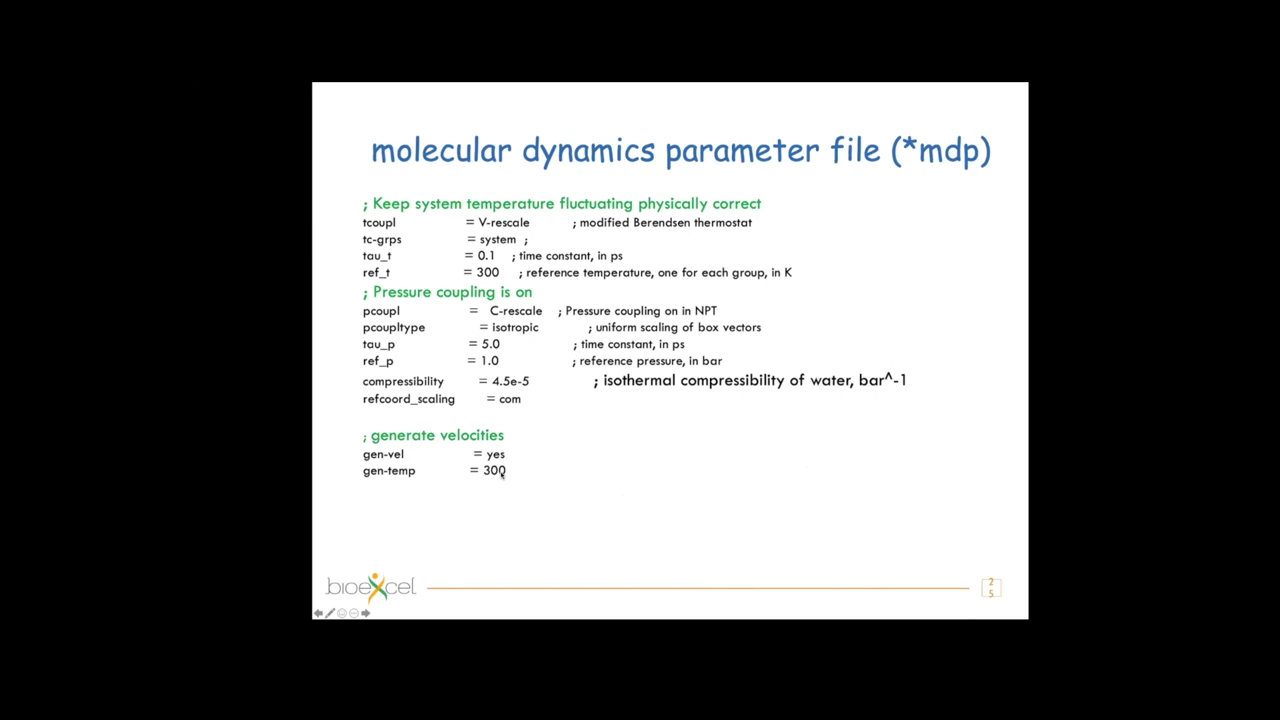 molecular dynamics parameter file (*mdp)
; Keep system temperature fluctuating physically correct
tcoupl = V-rescale ; modified Berendsen thermostat
tc-grps = system ;
tau_t = 0.1 ; time constant, in ps
ref_t = 300 ; reference temperature, one for each group, in K
; Pressure coupling is on
pcoupl = C-rescale ; Pressure coupling on in NPT
pcoupltype = isotropic ; uniform scaling of box vectors
tau_p = 5.0 ; time constant, in ps
ref_p = 1.0 ; reference pressure, in bar
compressibility = 4.5e-5 ; isothermal compressibility of water, bar^-1
refcoord_scaling = com
; generate velocities
gen-vel = yes
gen-temp = 300
bioexcel
2
5